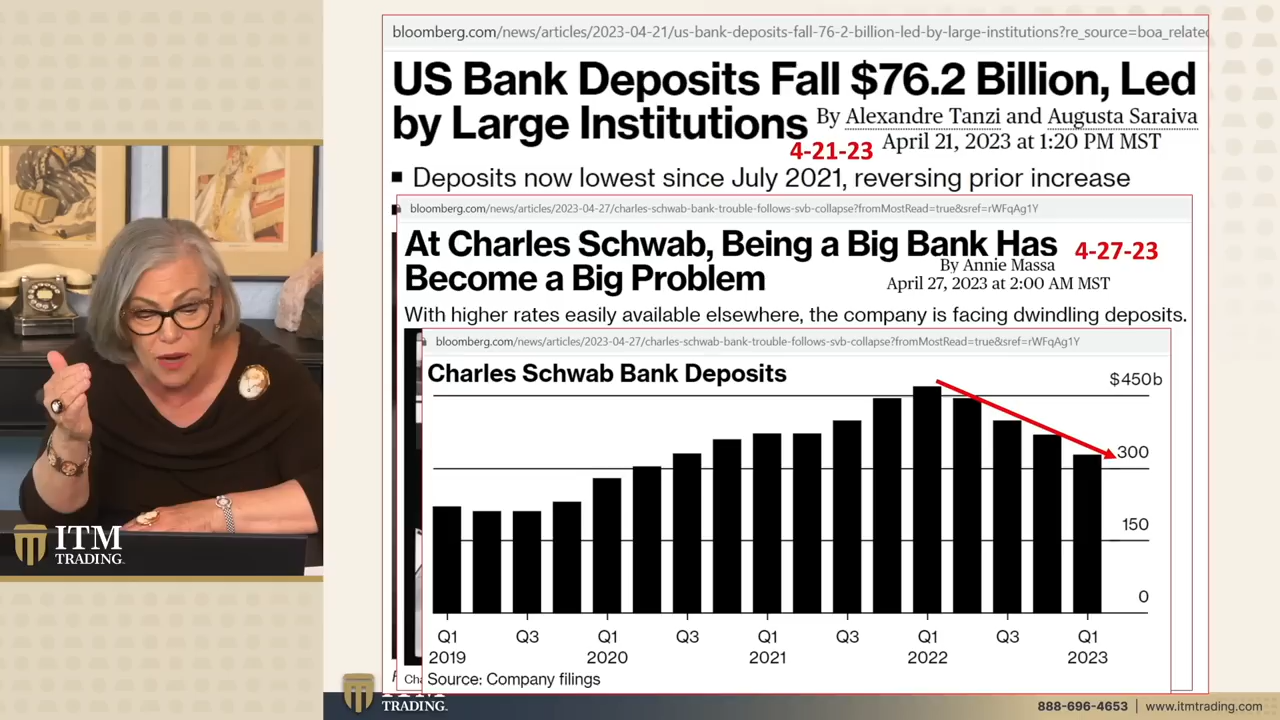 bloomberg.com/news/articles/2023-04-21/us-bank-deposits-fall-76-2-billion-led-by-large-institutions?re_source=boa_related
US Bank Deposits Fall $76.2 Billion, Led
by Large Institutions
By Alexandre Tanzi and Augusta Saraiva
4-21-23
April 21, 2023 at 1:20 PM MST
■ Deposits now lowest since July 2021, reversing prior increase
bloomberg.com/news/articles/2023-04-27/charles-schwab-bank-trouble-follows-svb-collapse?fromMostRead=true&sref=rWFqAg1Y
At Charles Schwab, Being a Big Bank Has
Become a Big Problem
4-27-23
By Annie Massa
April 27, 2023 at 2:00 AM MST
With higher rates easily available elsewhere, the company is facing dwindling deposits.
bloomberg.com/news/articles/2023-04-27/charles-schwab-bank-trouble-follows-svb-collapse?fromMostRead=true&sref=rWFqAg1Y
Charles Schwab Bank Deposits
$450b
300
150
0
Q1 Q3 Q1 Q3 Q1 Q3 Q1 Q3 Q1
2019 2020 2021 2022 2023
Source: Company filings
Cha
ITM
TRADING.
TRADING.
888-696-4653 | www.itmtrading.com